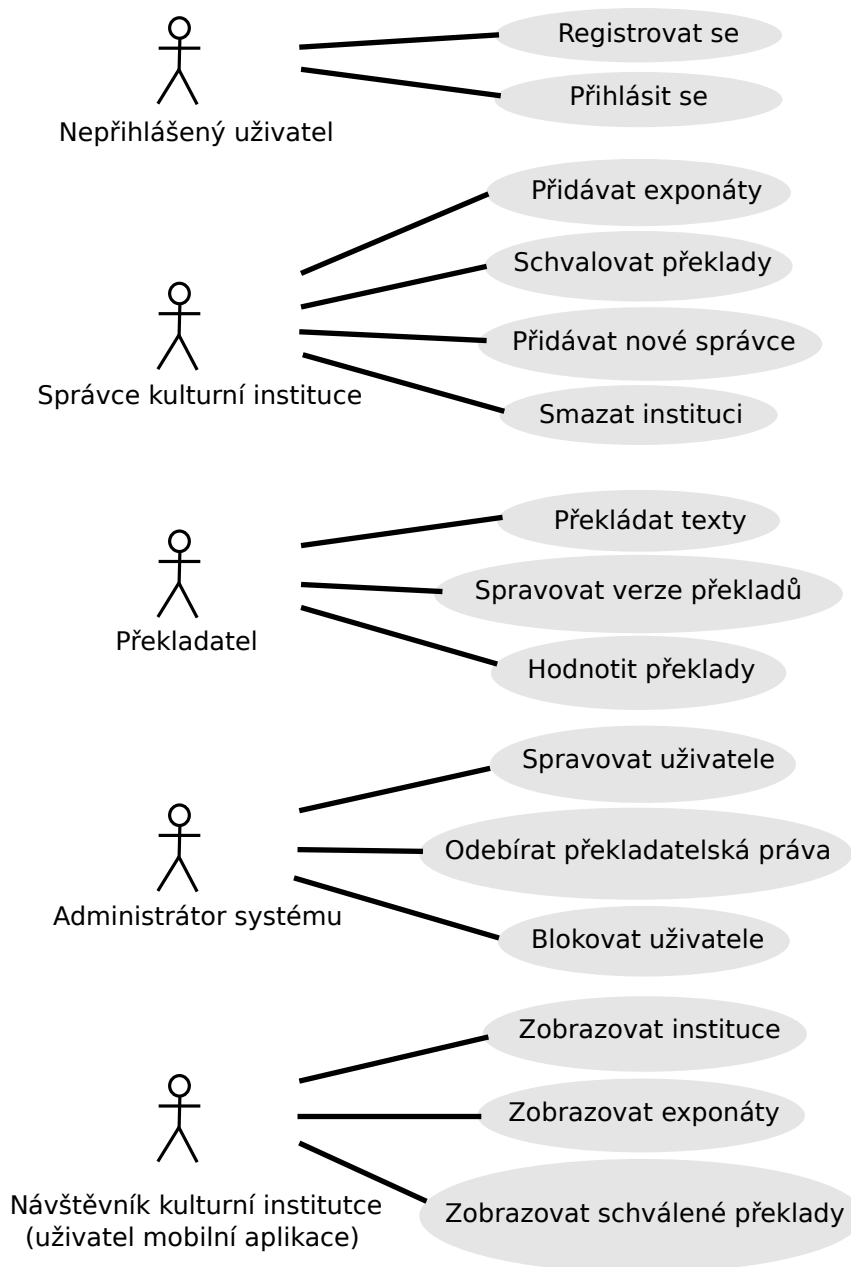 Registrovat se
Přihlásit se
Nepřihlášený uživatel
Přidávat exponáty
Schvalovat překlady
Přidávat nové správce
Správce kulturní instituce
Smazat instituci
Překládat texty
Spravovat verze překladů
Překladatel
Hodnotit překlady
Spravovat uživatele
Odebírat překladatelská práva
Administrátor systému
Blokovat uživatele
Zobrazovat instituce
Zobrazovat exponáty
Návštěvník kulturní institutce
(uživatel mobilní aplikace)
Zobrazovat schválené překlady